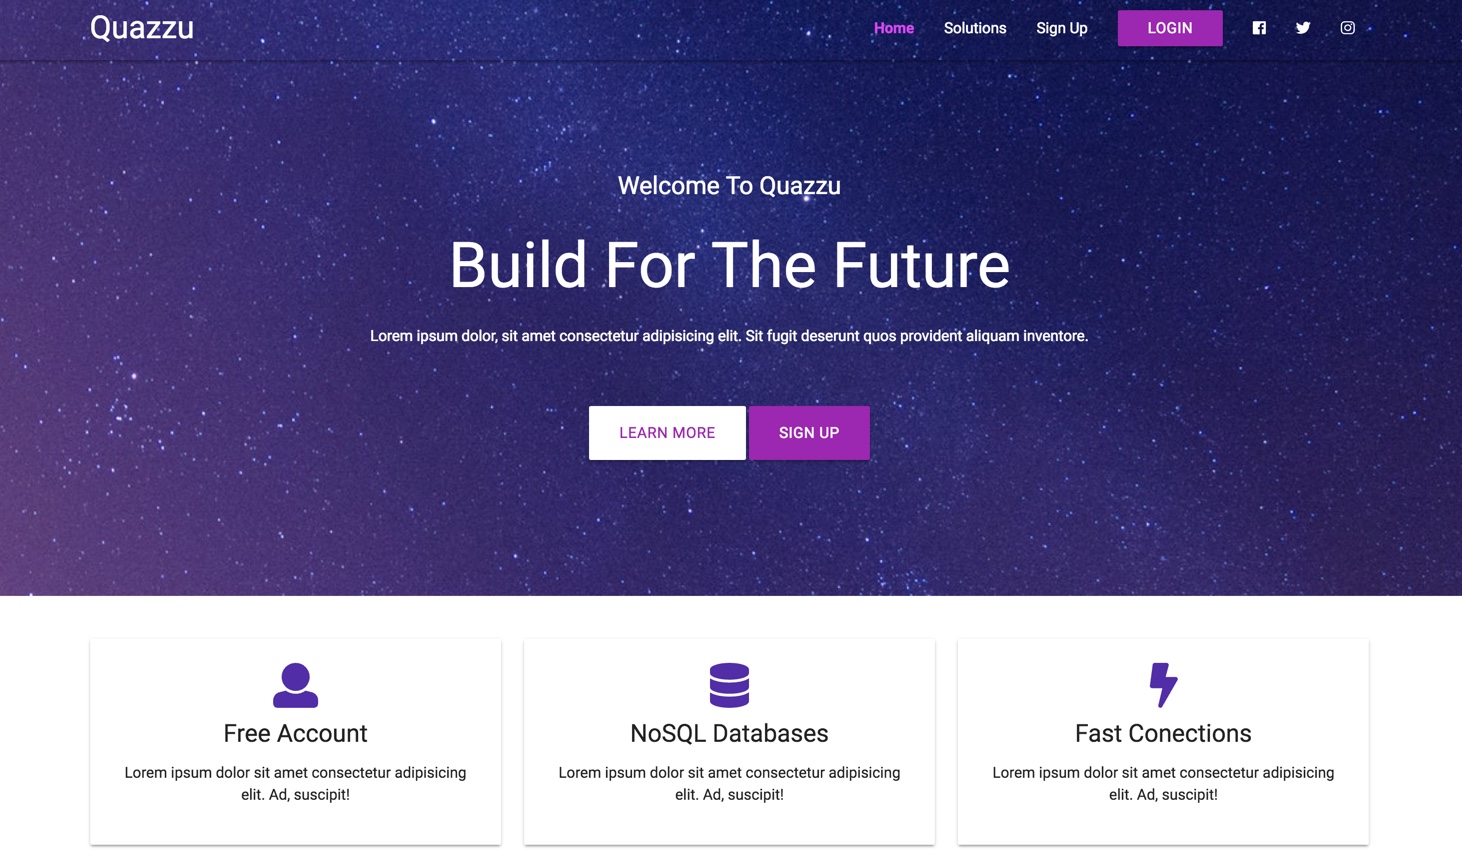 Quazzu
Home Solutions Sign Up LOGIN
Welcome To Quazzu
Build For The Future
Lorem ipsum dolor, sit amet consectetur adipisicing elit. Sit fugit deserunt quos provident aliquam inventore.
LEARN MORE SIGN UP
Free Account
Lorem ipsum dolor sit amet consectetur adipisicing
elit. Ad, suscipit!
NoSQL Databases
Lorem ipsum dolor sit amet consectetur adipisicing
elit. Ad, suscipit!
Fast Conections
Lorem ipsum dolor sit amet consectetur adipisicing
elit. Ad, suscipit!